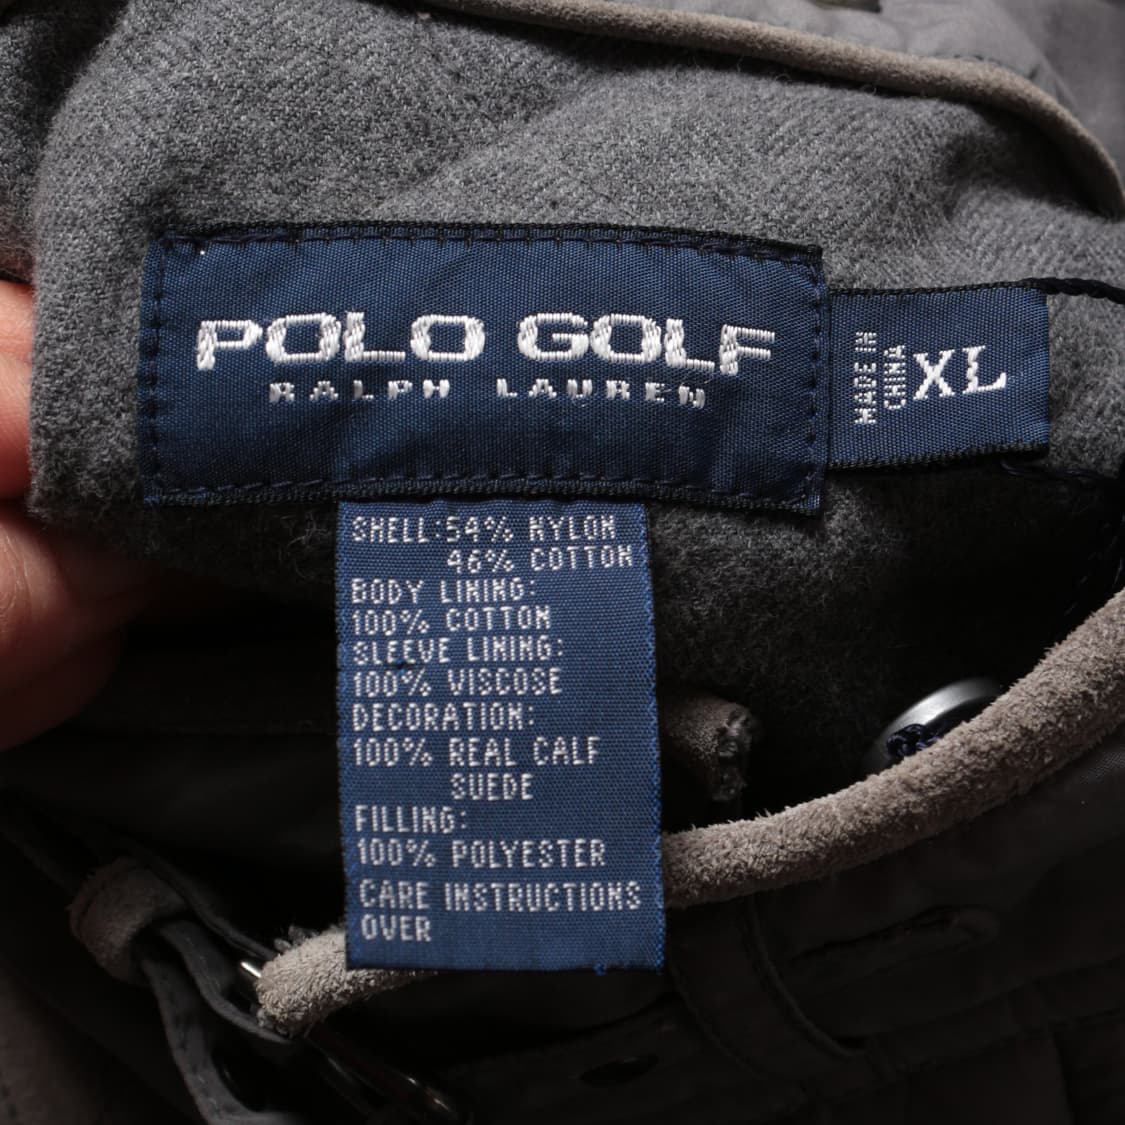 POLO GOLF
RALPH LAUREN
MADE IN
CHINA
XL
SHELL:54% NYLON
46% COTTON
BODY LINING:
100% COTTON
SLEEVE LINING:
100% VISCOSE
DECORATION:
100% REAL CALF
SUEDE
FILLING:
100% POLYESTER
CARE INSTRUCTIONS
OVER